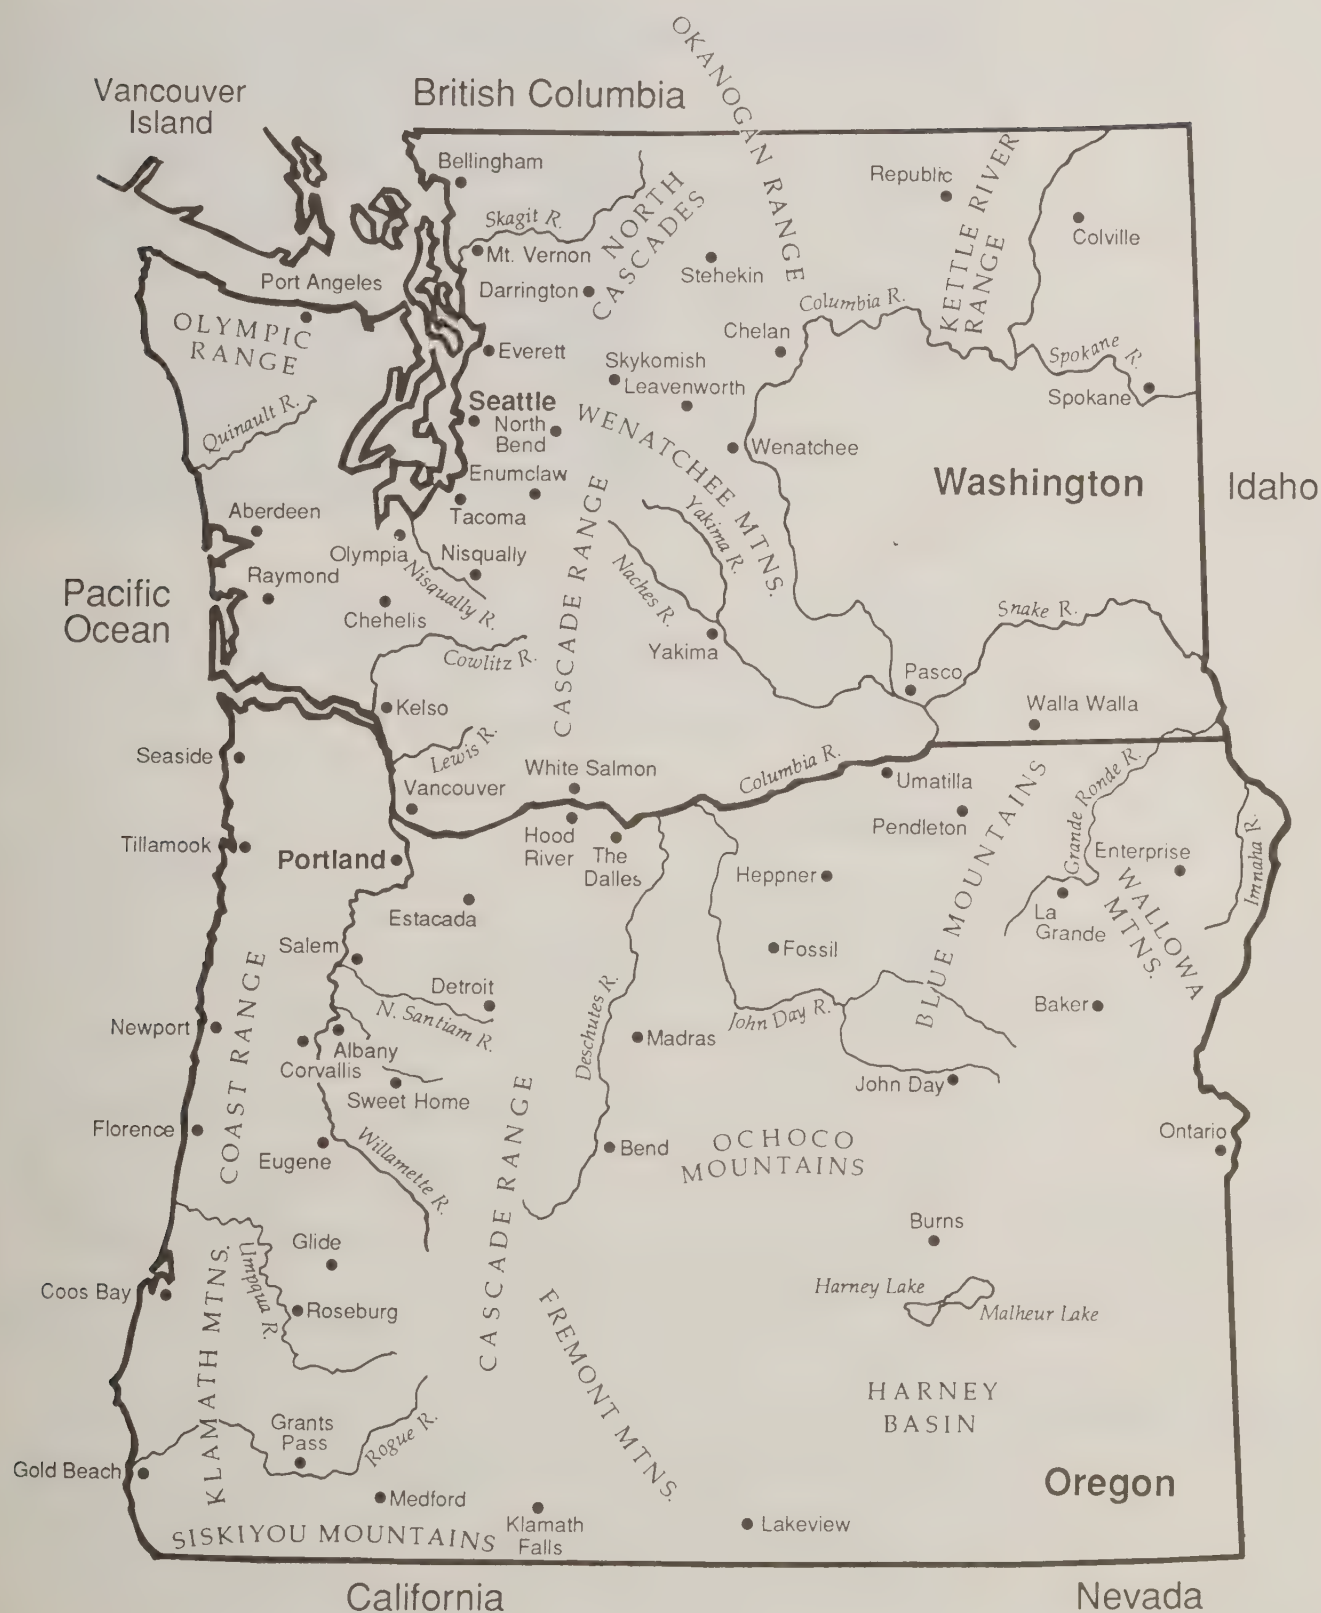 OKANOGAN RANGE
Vancouver
Island
British Columbia
Bellingham
Republic
KETTLE RIVER
RANGE
Skagit R.
NORTH
CASCADES
Colville
Mt. Vernon
Stehekin
Port Angeles
Darrington
Columbia R.
OLYMPIC
RANGE
Chelan
Everett
Skykomish
Spokane R.
Leavenworth
Spokane
Seattle
Quinault R.
North
Bend
WENATCHEE MTNS.
Wenatchee
Enumclaw
Washington
Idaho
CASCADE RANGE
Aberdeen
Tacoma
Yakima R.
Olympia
Nisqually
Pacific
Ocean
Raymond
Nisqually R.
Naches R.
Chehelis
Snake R.
Cowlitz R.
Yakima
Pasco
Kelso
Walla Walla
Lewis R.
Seaside
White Salmon
Columbia R.
Vancouver
Umatilla
Grande Ronde R.
Hood
River
The
Dalles
Pendleton
BLUE MOUNTAINS
Tillamook
Portland
Heppner
Enterprise
Imnaha R.
WALLOWA
MTNS.
Estacada
La
Grande
Salem
Fossil
COAST RANGE
Detroit
Deschutes R.
N. Santiam R.
John Day R.
Baker
Newport
Madras
Albany
Corvallis
John Day
Sweet Home
CASCADE RANGE
Florence
Ontario
Eugene
Willamette R.
Bend
OCHOCO
MOUNTAINS
Burns
Glide
KLAMATH MTNS.
Umpqua R.
Coos Bay
Harney Lake
Roseburg
Malheur Lake
FREMONT MTNS.
HARNEY
BASIN
Grants
Pass
Rogue R.
Gold Beach
Oregon
Medford
Klamath
Falls
Lakeview
SISKIYOU MOUNTAINS
California
Nevada